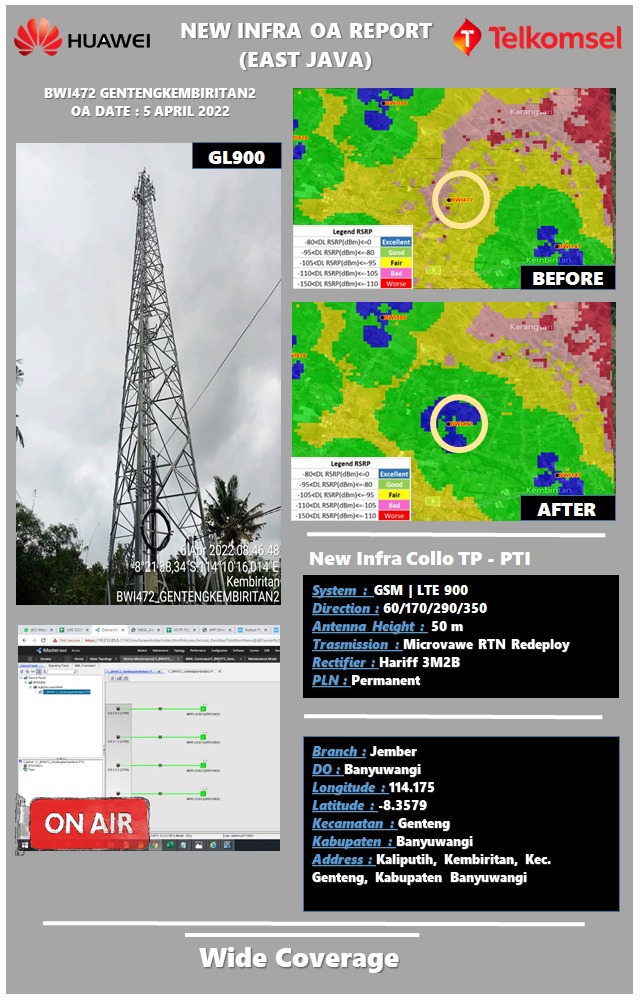 HUAWEI
NEW INFRA OA REPORT
(EAST JAVA)
Telkomsel
BWI472 GENTENGKEMBIRITAN2
OA DATE : 5 APRIL 2022
GL900
Karangsari
BWI472
Kembiritan
Legend RSRP
-80<DL RSRP(dBm)<=0 Excellent
-95<DL RSRP(dBm)<=-80 Good
-105<DL RSRP(dBm)<=-95 Fair
-110<DL RSRP(dBm)<=-105 Bad
-150<DL RSRP(dBm)<=-110 Worse
BEFORE
Karangsari
Kembiritan
Legend RSRP
-80<DL RSRP(dBm)<=0 Excellent
-95<DL RSRP(dBm)<=-80 Good
-105<DL RSRP(dBm)<=-95 Fair
-110<DL RSRP(dBm)<=-105 Bad
-150<DL RSRP(dBm)<=-110 Worse
AFTER
6 Apr 2022 08.46.48
-8°21'38,34"S 114°10'16,014"E
Kembiritan
BWI472_GENTENGKEMBIRITAN2
New Infra Collo TP - PTI
System : GSM | LTE 900
Direction : 60/170/290/350
Antenna Height : 50 m
Trasmission : Microvawe RTN Redeploy
Rectifier : Hariff 3M2B
PLN : Permanent
iMaster
ON AIR
Branch : Jember
DO : Banyuwangi
Longitude : 114.175
Latitude : -8.3579
Kecamatan : Genteng
Kabupaten : Banyuwangi
Address : Kaliputih, Kembiritan, Kec.
Genteng, Kabupaten Banyuwangi
Wide Coverage